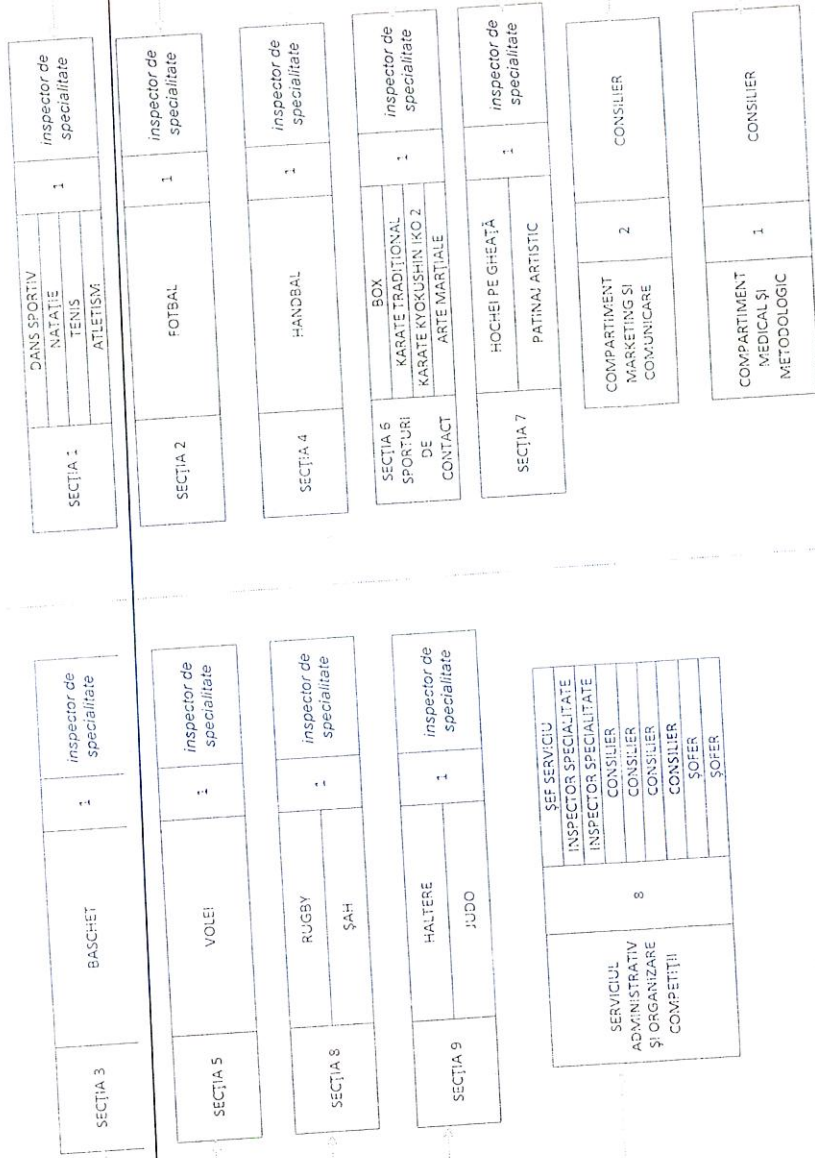 SECȚIA 3
BASCHET
1
inspector de
specialitate
SECȚIA 5
VOLEI
1
inspector de
specialitate
SECȚIA 8
RUGBY
ȘAH
1
inspector de
specialitate
SECȚIA 9
HALTERE
JUDO
1
inspector de
specialitate
SERVICIUL
ADMINISTRATIV
ȘI ORGANIZARE
COMPETIȚII
8
ȘEF SERVICIU
INSPECTOR SPECIALITATE
INSPECTOR SPECIALITATE
CONSILIER
CONSILIER
CONSILIER
CONSILIER
ȘOFER
ȘOFER
SECȚIA 1
DANS SPORTIV
NATAȚIE
TENIS
ATLETISM
1
inspector de
specialitate
SECȚIA 2
FOTBAL
1
inspector de
specialitate
SECȚIA 4
HANDBAL
1
inspector de
specialitate
SECȚIA 6
SPORTURI
DE
CONTACT
BOX
KARATE TRADIȚIONAL
KARATE KYOKUSHIN IKO 2
ARTE MARȚIALE
1
inspector de
specialitate
SECȚIA 7
HOCHEI PE GHEAȚĂ
PATINAJ ARTISTIC
1
inspector de
specialitate
COMPARTIMENT
MARKETING SI
COMUNICARE
2
CONSILIER
COMPARTIMENT
MEDICAL ȘI
METODOLOGIC
1
CONSILIER